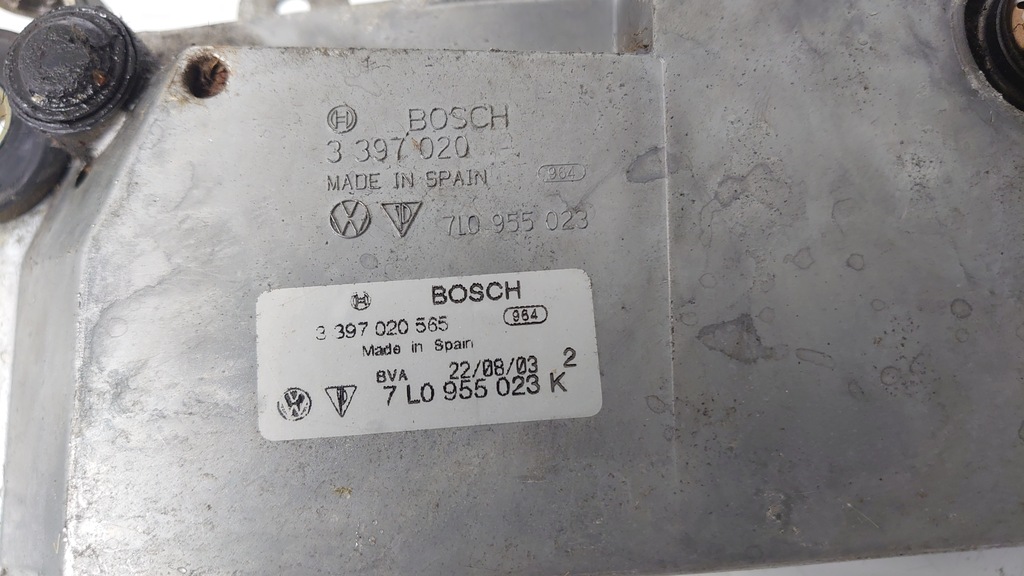 BOSCH
3 397 020
MADE IN SPAIN 964
7L0 955 023
BOSCH
3 397 020 565 964
Made in Spain
BVA 22/08/03 2
7 L0 955 023 K